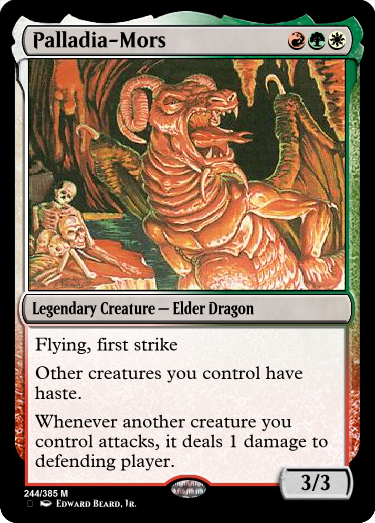 Palladia-Mors
Legendary Creature — Elder Dragon
Flying, first strike
Other creatures you control have
haste.
Whenever another creature you
control attacks, it deals 1 damage to
defending player.
3/3
244/385 M
Edward Beard, Jr.